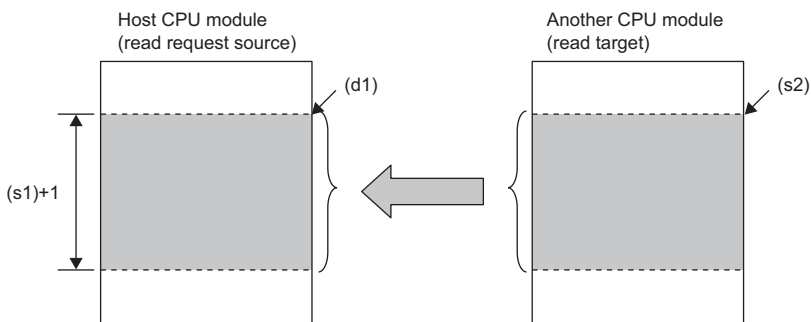 Host CPU module
(read request source)
Another CPU module
(read target)
(d1)
(s2)
(s1)+1